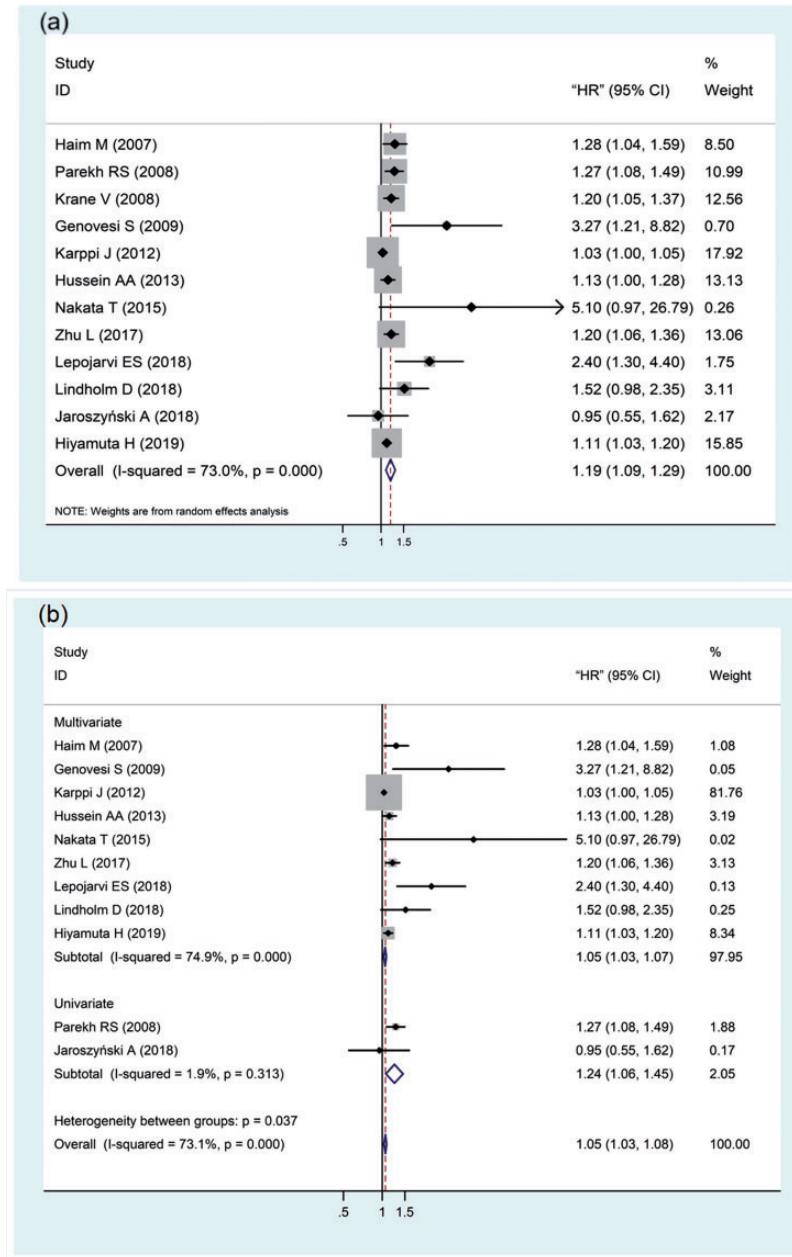 (a)
Study %
ID “HR” (95% CI) Weight
Haim M (2007) 1.28 (1.04, 1.59) 8.50
Parekh RS (2008) 1.27 (1.08, 1.49) 10.99
Krane V (2008) 1.20 (1.05, 1.37) 12.56
Genovesi S (2009) 3.27 (1.21, 8.82) 0.70
Karppi J (2012) 1.03 (1.00, 1.05) 17.92
Hussein AA (2013) 1.13 (1.00, 1.28) 13.13
Nakata T (2015) 5.10 (0.97, 26.79) 0.26
Zhu L (2017) 1.20 (1.06, 1.36) 13.06
Lepojarvi ES (2018) 2.40 (1.30, 4.40) 1.75
Lindholm D (2018) 1.52 (0.98, 2.35) 3.11
Jaroszyński A (2018) 0.95 (0.55, 1.62) 2.17
Hiyamuta H (2019) 1.11 (1.03, 1.20) 15.85
Overall (I-squared = 73.0%, p = 0.000) 1.19 (1.09, 1.29) 100.00
NOTE: Weights are from random effects analysis
.5 1 1.5
(b)
Study %
ID “HR” (95% CI) Weight
Multivariate
Haim M (2007) 1.28 (1.04, 1.59) 1.08
Genovesi S (2009) 3.27 (1.21, 8.82) 0.05
Karppi J (2012) 1.03 (1.00, 1.05) 81.76
Hussein AA (2013) 1.13 (1.00, 1.28) 3.19
Nakata T (2015) 5.10 (0.97, 26.79) 0.02
Zhu L (2017) 1.20 (1.06, 1.36) 3.13
Lepojarvi ES (2018) 2.40 (1.30, 4.40) 0.13
Lindholm D (2018) 1.52 (0.98, 2.35) 0.25
Hiyamuta H (2019) 1.11 (1.03, 1.20) 8.34
Subtotal (I-squared = 74.9%, p = 0.000) 1.05 (1.03, 1.07) 97.95
Univariate
Parekh RS (2008) 1.27 (1.08, 1.49) 1.88
Jaroszyński A (2018) 0.95 (0.55, 1.62) 0.17
Subtotal (I-squared = 1.9%, p = 0.313) 1.24 (1.06, 1.45) 2.05
Heterogeneity between groups: p = 0.037
Overall (I-squared = 73.1%, p = 0.000) 1.05 (1.03, 1.08) 100.00
.5 1 1.5